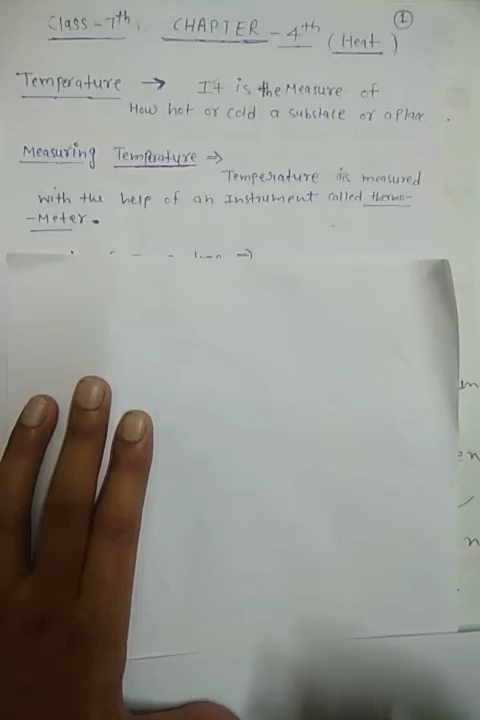 ①
Class-7th. CHAPTER - 4th (Heat)
Temperature → It is the Measure of
How hot or cold a substace or a Place
Measuring Temprature ⇒
Temperature is measured
with the help of an Instrument called thermo-
-Meter.